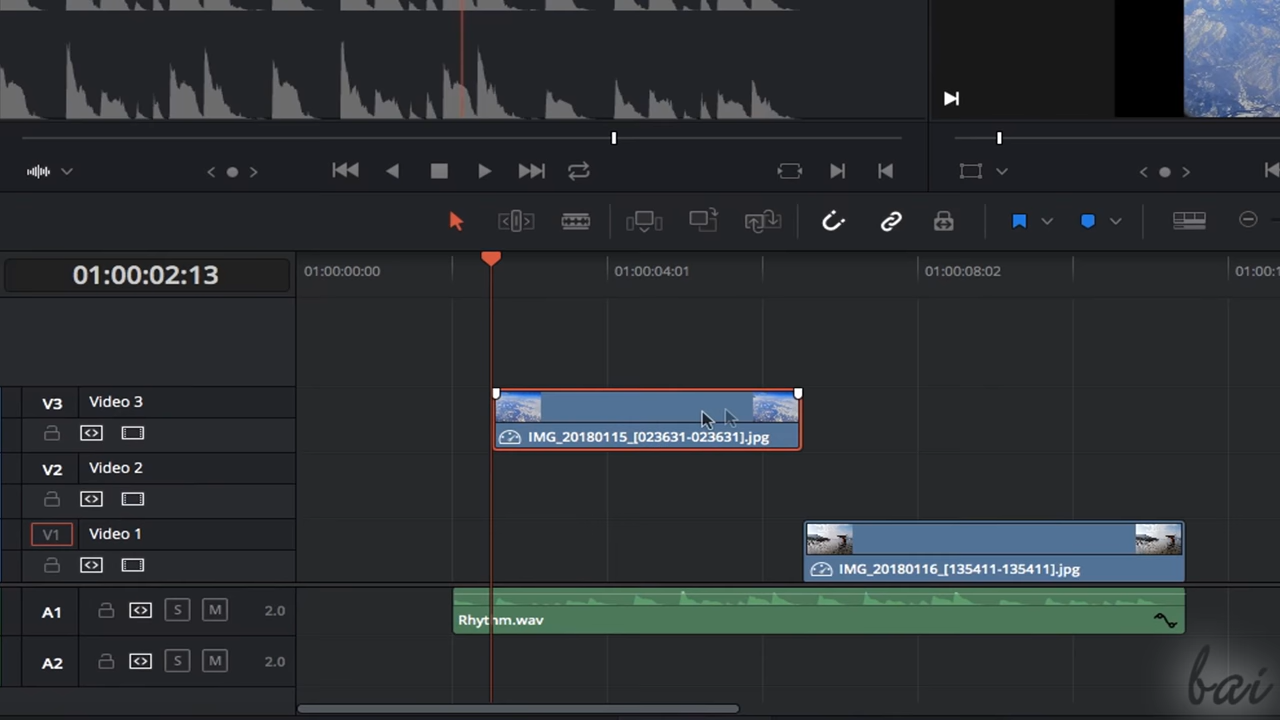 01:00:02:13
01:00:00:00
01:00:04:01
01:00:08:02
V3 Video 3
IMG_20180115_[023631-023631].jpg
V2 Video 2
V1 Video 1
IMG_20180116_[135411-135411].jpg
A1 S M 2.0
Rhythm.wav
A2 S M 2.0
bai